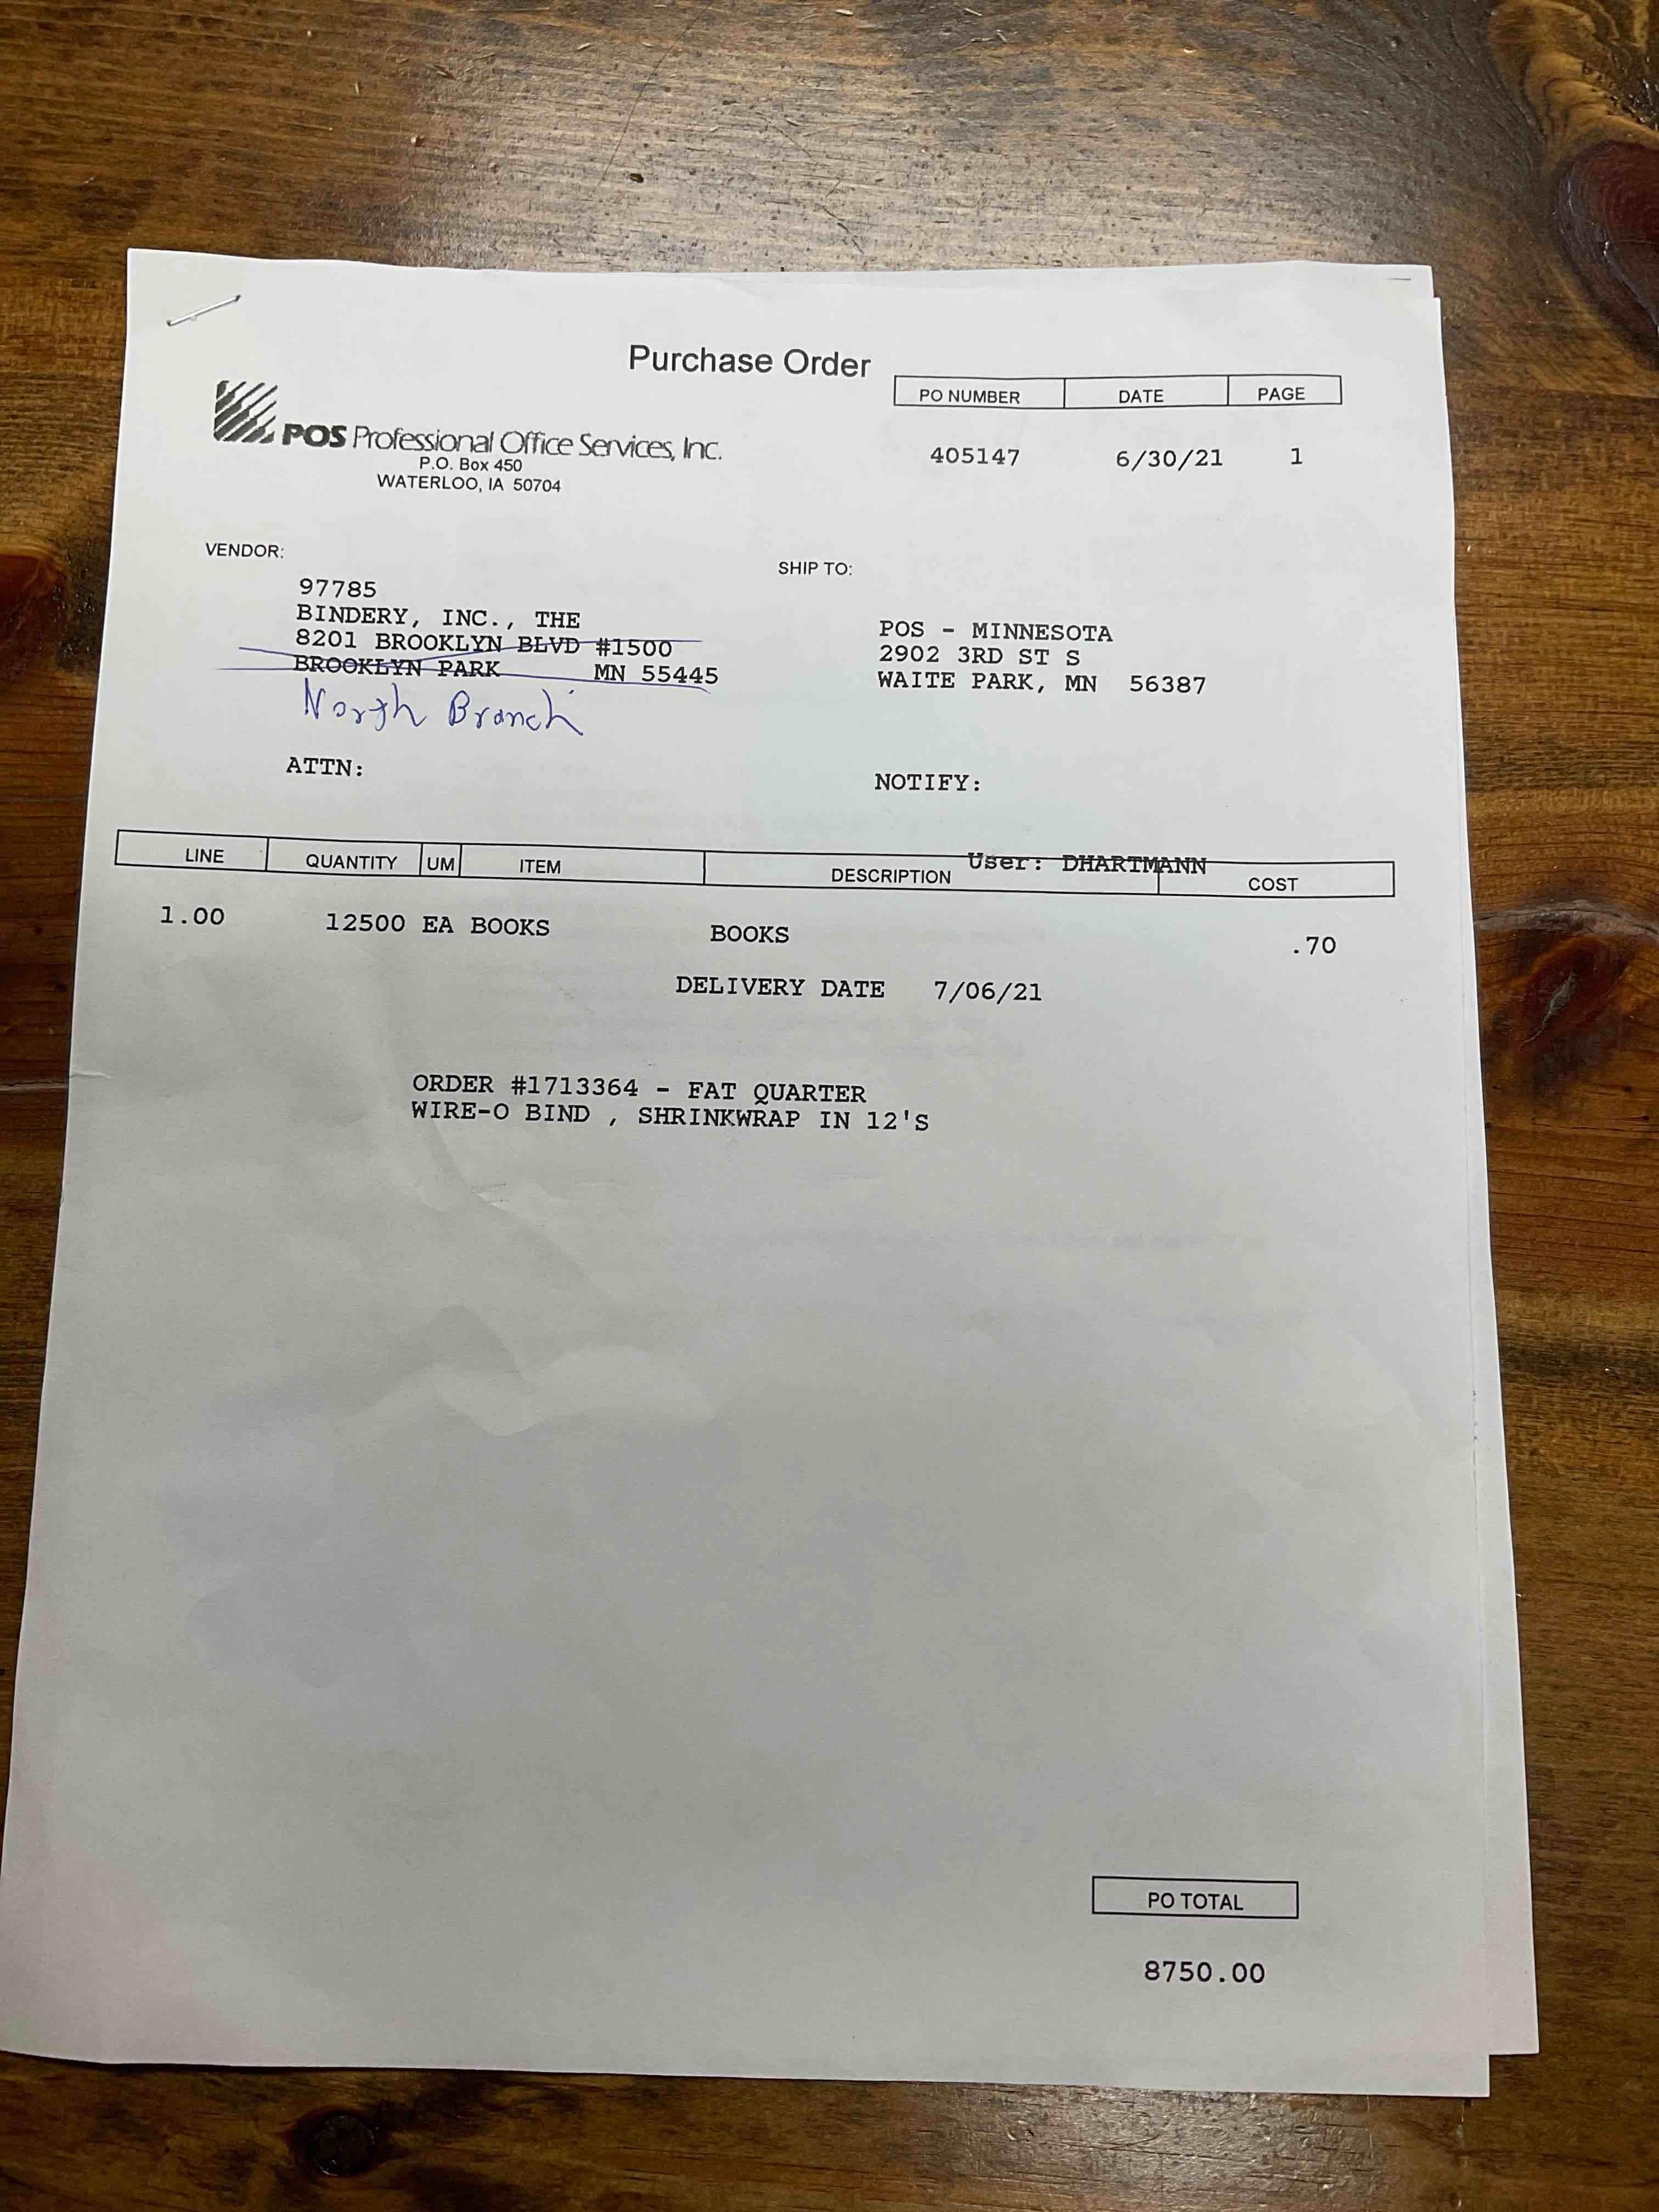 Purchase Order
PO NUMBER DATE PAGE
POS Professional Office Services, Inc.
P.O. Box 450
WATERLOO, IA 50704
405147 6/30/21 1
VENDOR:
97785
BINDERY, INC., THE
8201 BROOKLYN BLVD #1500
BROOKLYN PARK MN 55445
North Branch
SHIP TO:
POS - MINNESOTA
2902 3RD ST S
WAITE PARK, MN 56387
ATTN:
NOTIFY:
User: DHARTMANN
LINE QUANTITY UM ITEM DESCRIPTION COST
1.00 12500 EA BOOKS BOOKS .70
DELIVERY DATE 7/06/21
ORDER #1713364 - FAT QUARTER
WIRE-O BIND , SHRINKWRAP IN 12'S
PO TOTAL
8750.00